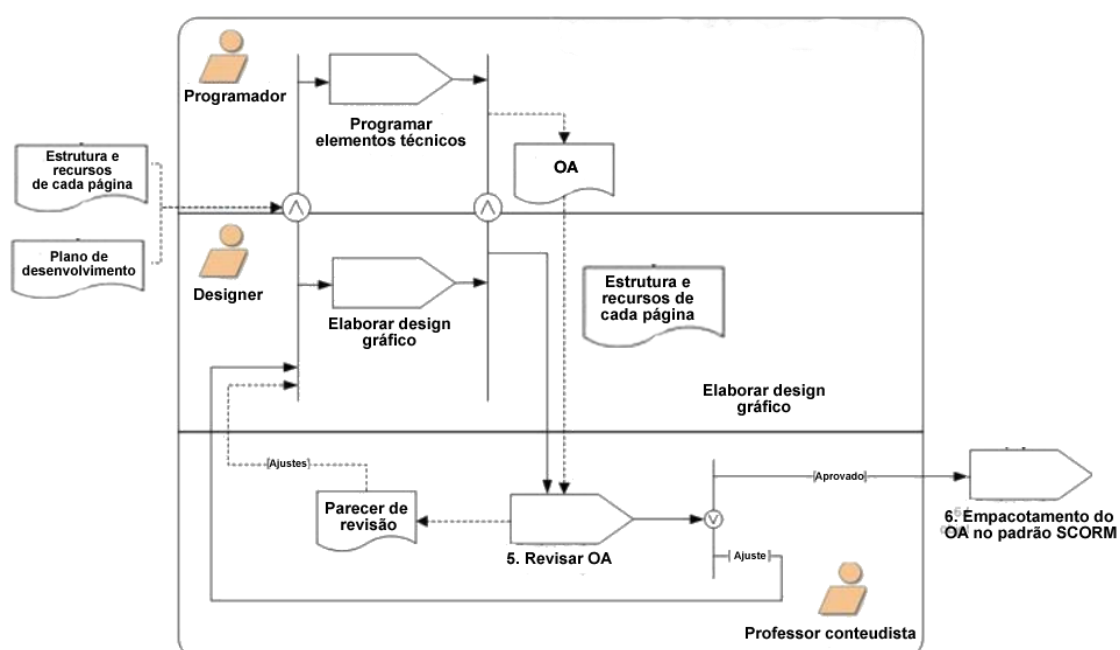 Programador
Programar
elementos técnicos
Estrutura e
recursos
de cada página
OA
Plano de
desenvolvimento
Designer
Elaborar design
gráfico
Estrutura e
recursos de
cada página
Elaborar design
gráfico
[Ajustes]
[Aprovado]
Parecer de
revisão
5. Revisar OA
[ Ajuste ]
6. Empacotamento do
OA no padrão SCORM
Professor conteudista